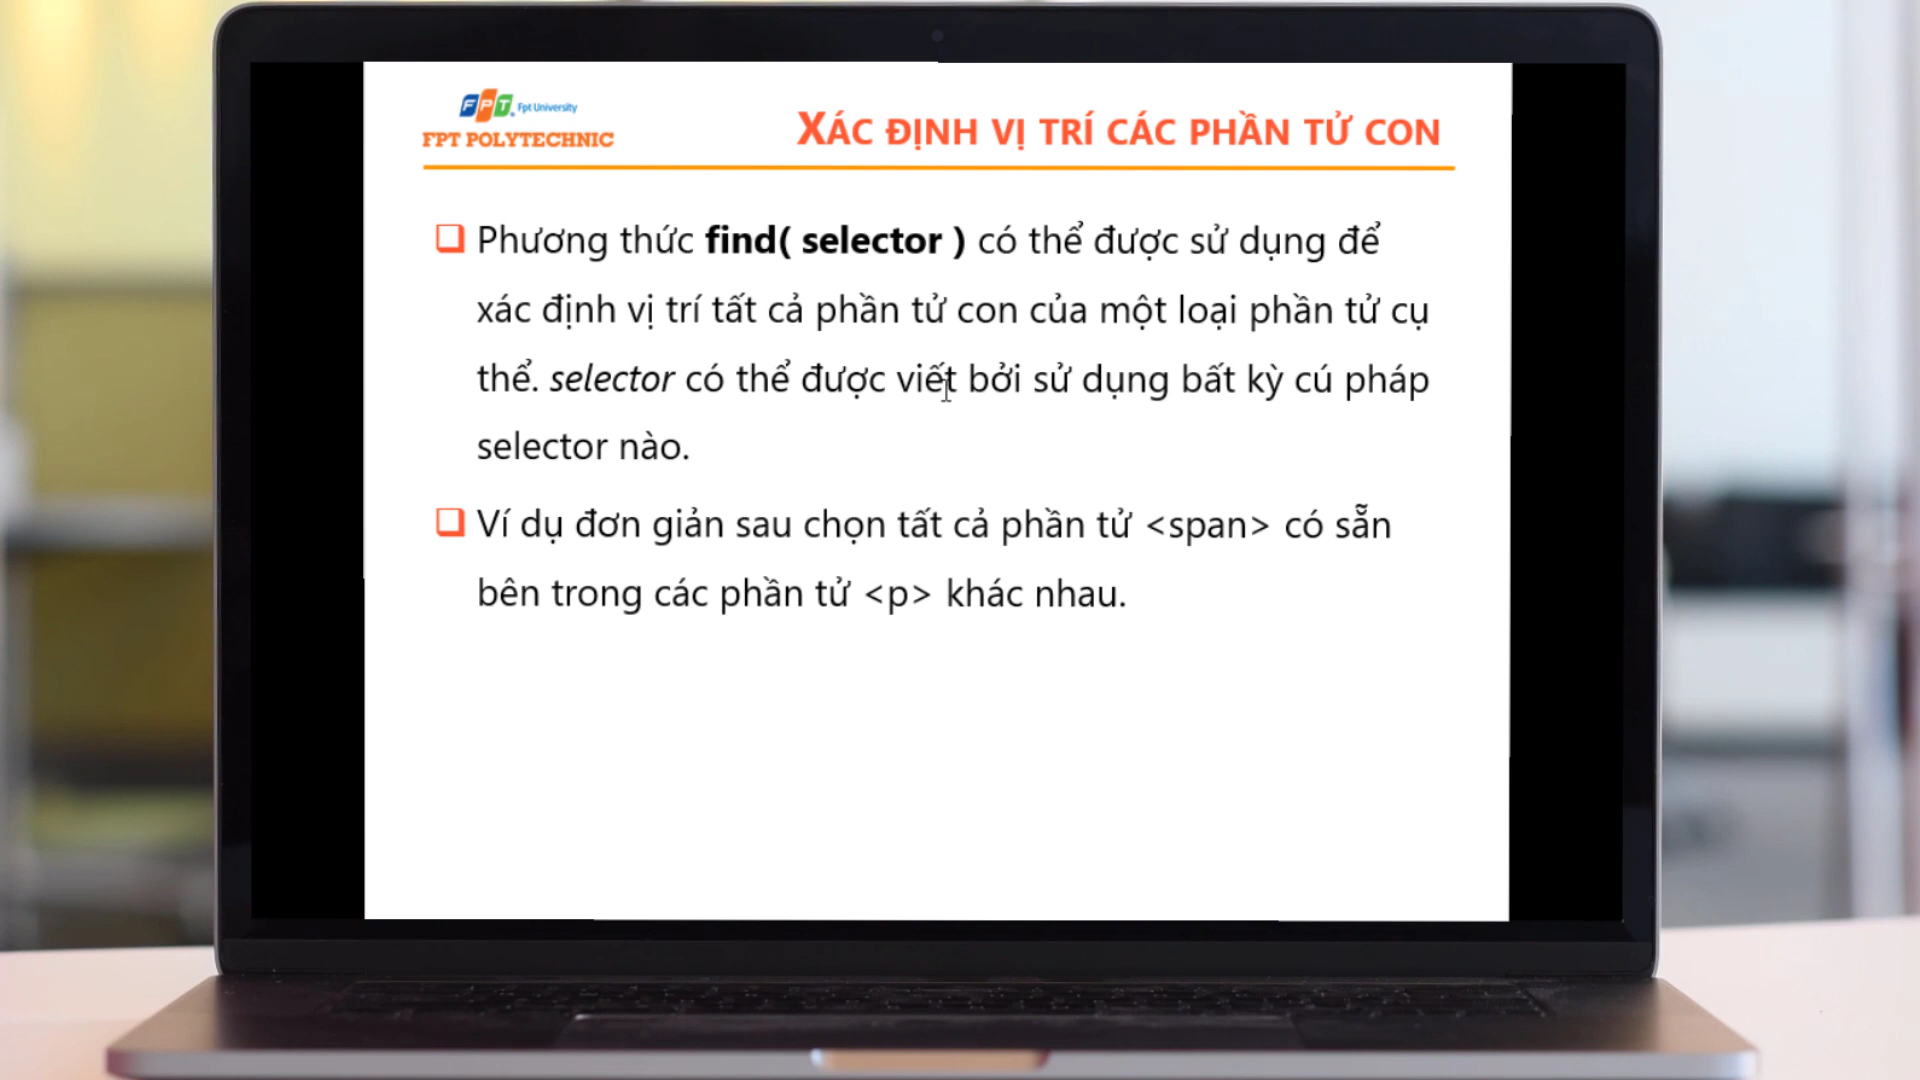 FPT. Fpt University
FPT POLYTECHNIC
XÁC ĐỊNH VỊ TRÍ CÁC PHẦN TỬ CON
Phương thức find( selector ) có thể được sử dụng để
xác định vị trí tất cả phần tử con của một loại phần tử cụ
thể. selector có thể được viết bởi sử dụng bất kỳ cú pháp
selector nào.
Ví dụ đơn giản sau chọn tất cả phần tử <span> có sẵn
bên trong các phần tử <p> khác nhau.